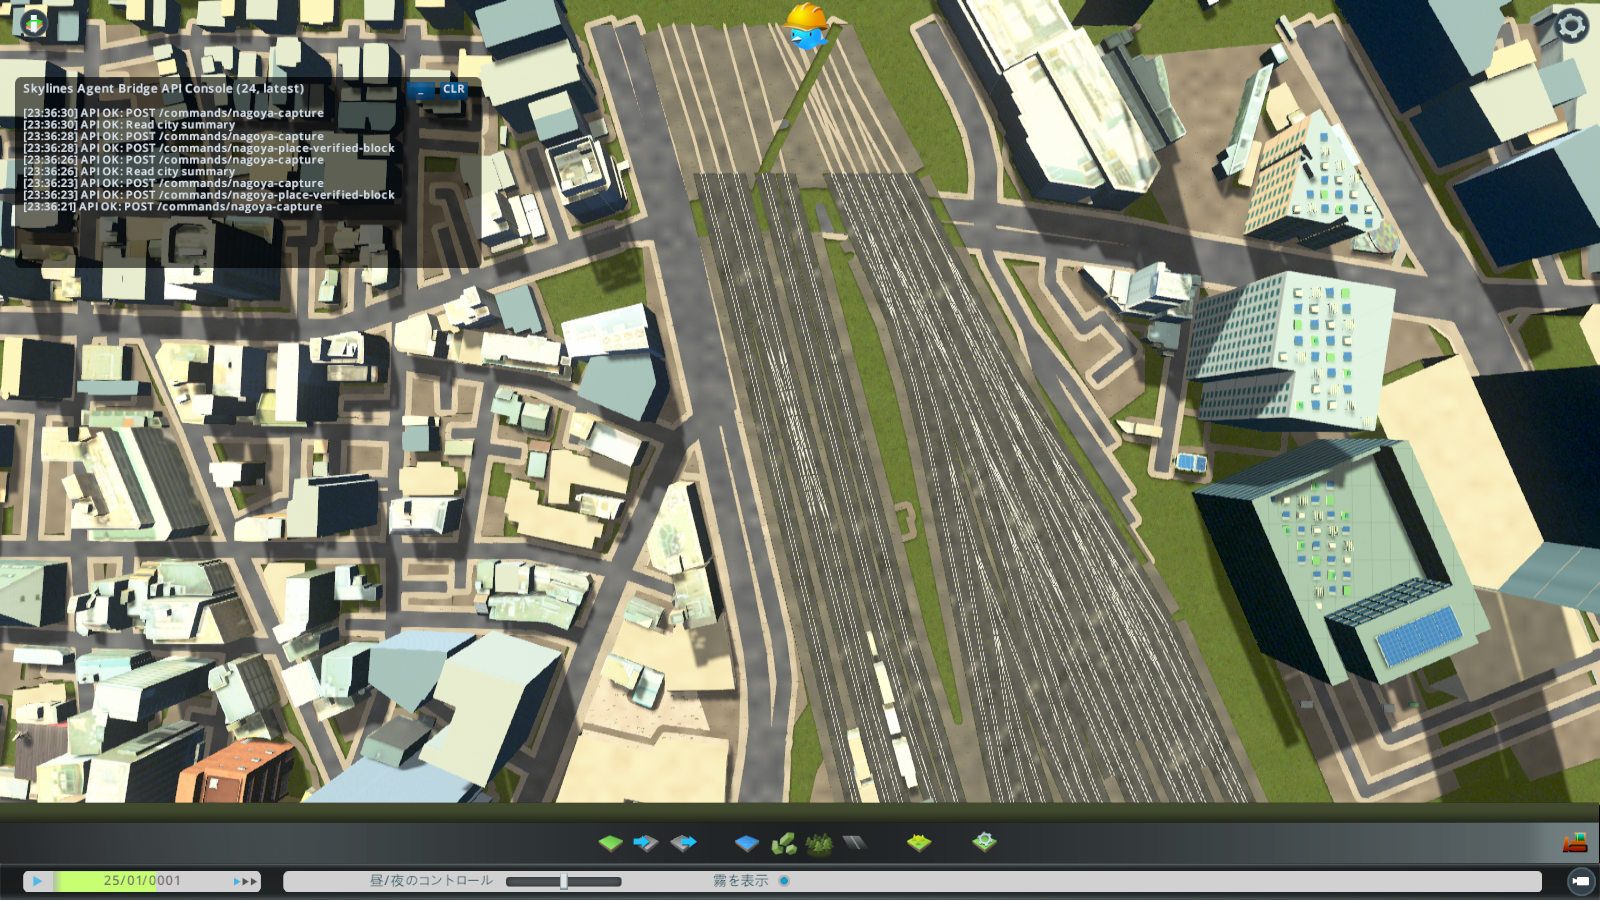 Skylines Agent Bridge API Console (24, latest)
_ CLR
[23:36:30] API OK: POST /commands/nagoya-capture
[23:36:30] API OK: Read city summary
[23:36:28] API OK: POST /commands/nagoya-capture
[23:36:28] API OK: POST /commands/nagoya-place-verified-block
[23:36:26] API OK: POST /commands/nagoya-capture
[23:36:26] API OK: Read city summary
[23:36:23] API OK: POST /commands/nagoya-capture
[23:36:23] API OK: POST /commands/nagoya-place-verified-block
[23:36:21] API OK: POST /commands/nagoya-capture
25/01/0001
昼/夜のコントロール
霧を表示